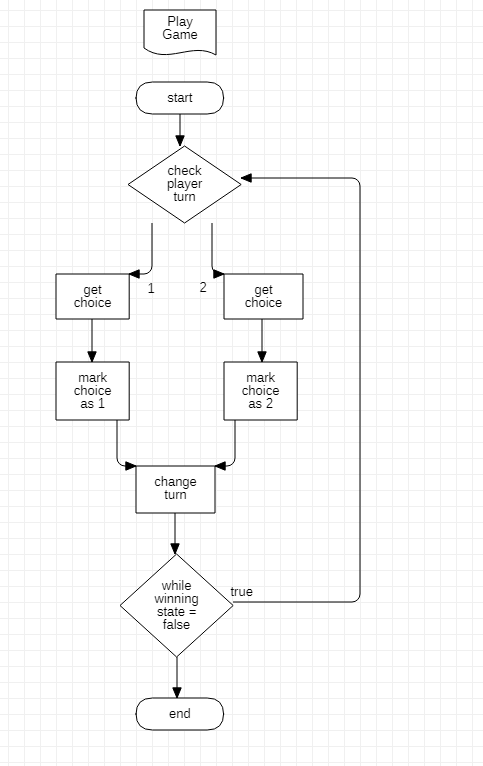 Play
Game
start
check
player
turn
1
2
get
choice
get
choice
mark
choice
as 1
mark
choice
as 2
change
turn
while
winning
state =
false
true
end